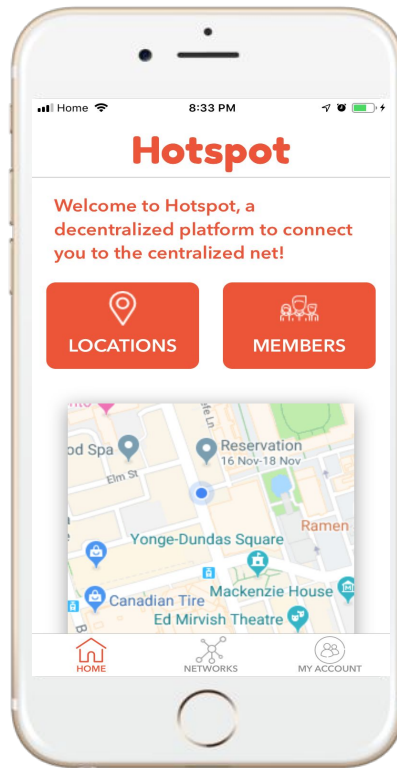 Home
8:33 PM
Hotspot
Welcome to Hotspot, a
decentralized platform to connect
you to the centralized net!
LOCATIONS
MEMBERS
od Spa
Reservation
16 Nov-18 Nov
Elm St
Ramen
Yonge-Dundas Square
Mackenzie House
Canadian Tire
Ed Mirvish Theatre
HOME
NETWORKS
MY ACCOUNT